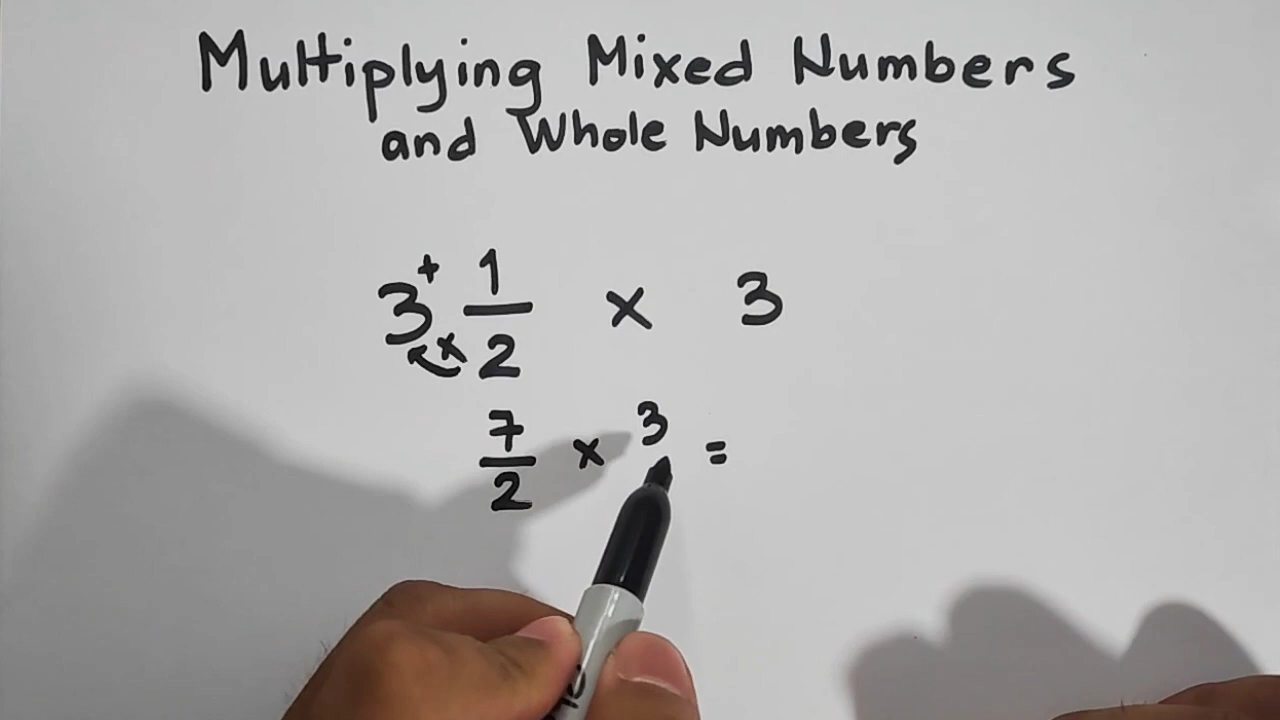 Multiplying Mixed Numbers
and Whole Numbers
3 + 1/2 x 3
x
7/2 x 3 =